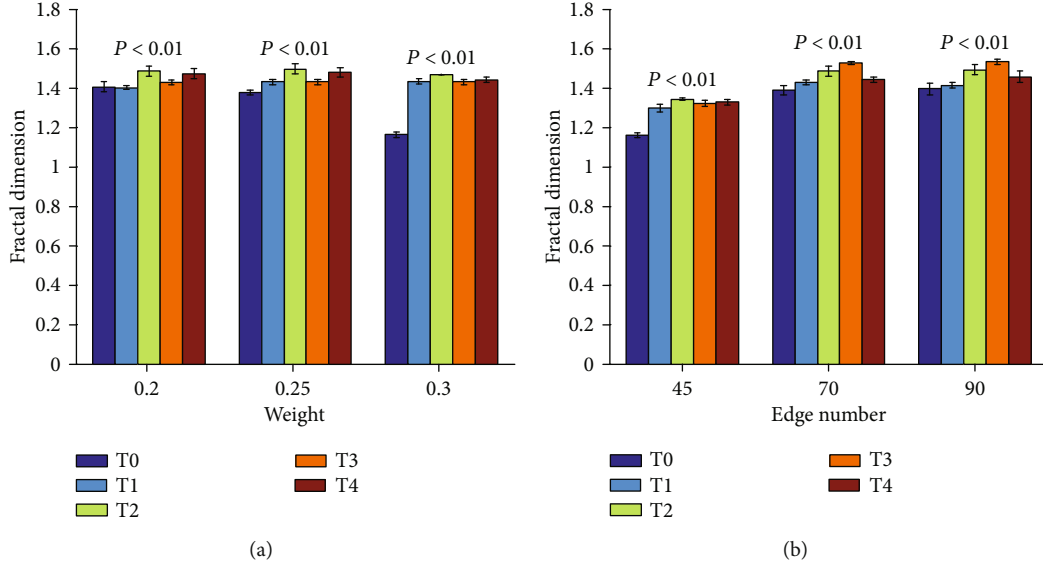 1.8
1.6
1.4
1.2
1
0.8
0.6
0.4
0.2
0
Fractal dimension
P < 0.01
P < 0.01
P < 0.01
0.2
0.25
0.3
Weight
T0
T1
T2
T3
T4
(a)
1.8
1.6
1.4
1.2
1
0.8
0.6
0.4
0.2
0
Fractal dimension
P < 0.01
P < 0.01
P < 0.01
45
70
90
Edge number
T0
T1
T2
T3
T4
(b)